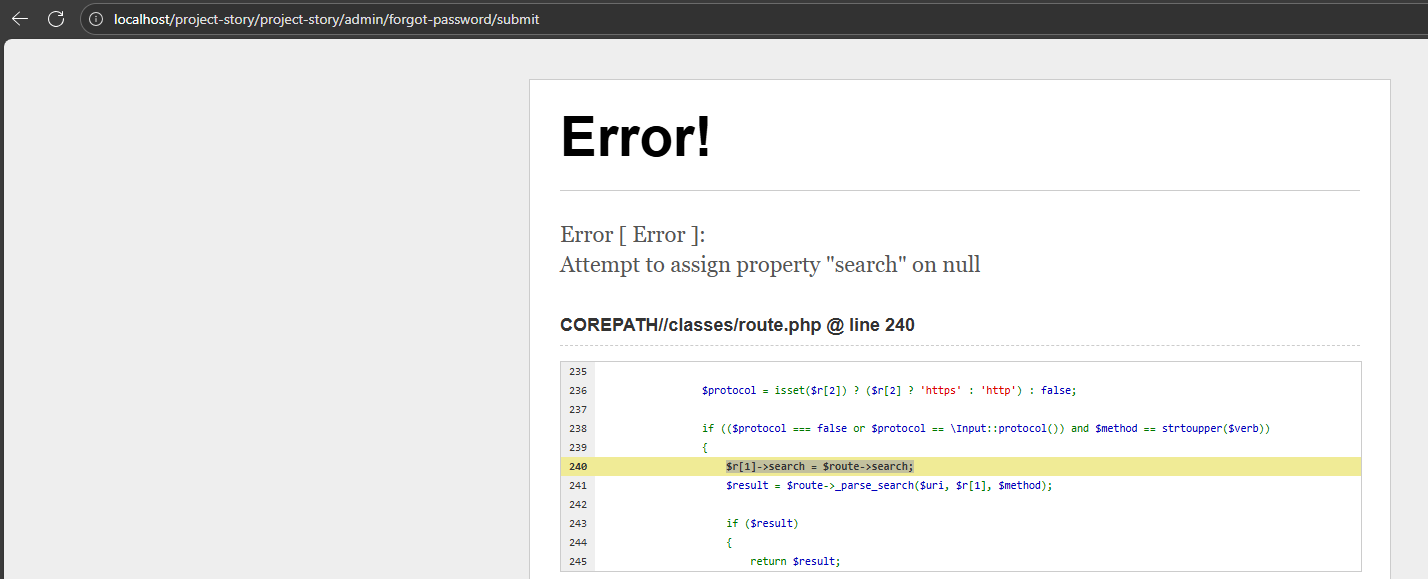 localhost/project-story/project-story/admin/forgot-password/submit
Error!
Error [ Error ]:
Attempt to assign property "search" on null
COREPATH//classes/route.php @ line 240
235
236 $protocol = isset($r[2]) ? ($r[2] ? 'https' : 'http') : false;
237
238 if (($protocol === false or $protocol == \Input::protocol()) and $method == strtoupper($verb))
239 {
240 $r[1]->search = $route->search;
241 $result = $route->_parse_search($uri, $r[1], $method);
242
243 if ($result)
244 {
245 return $result;